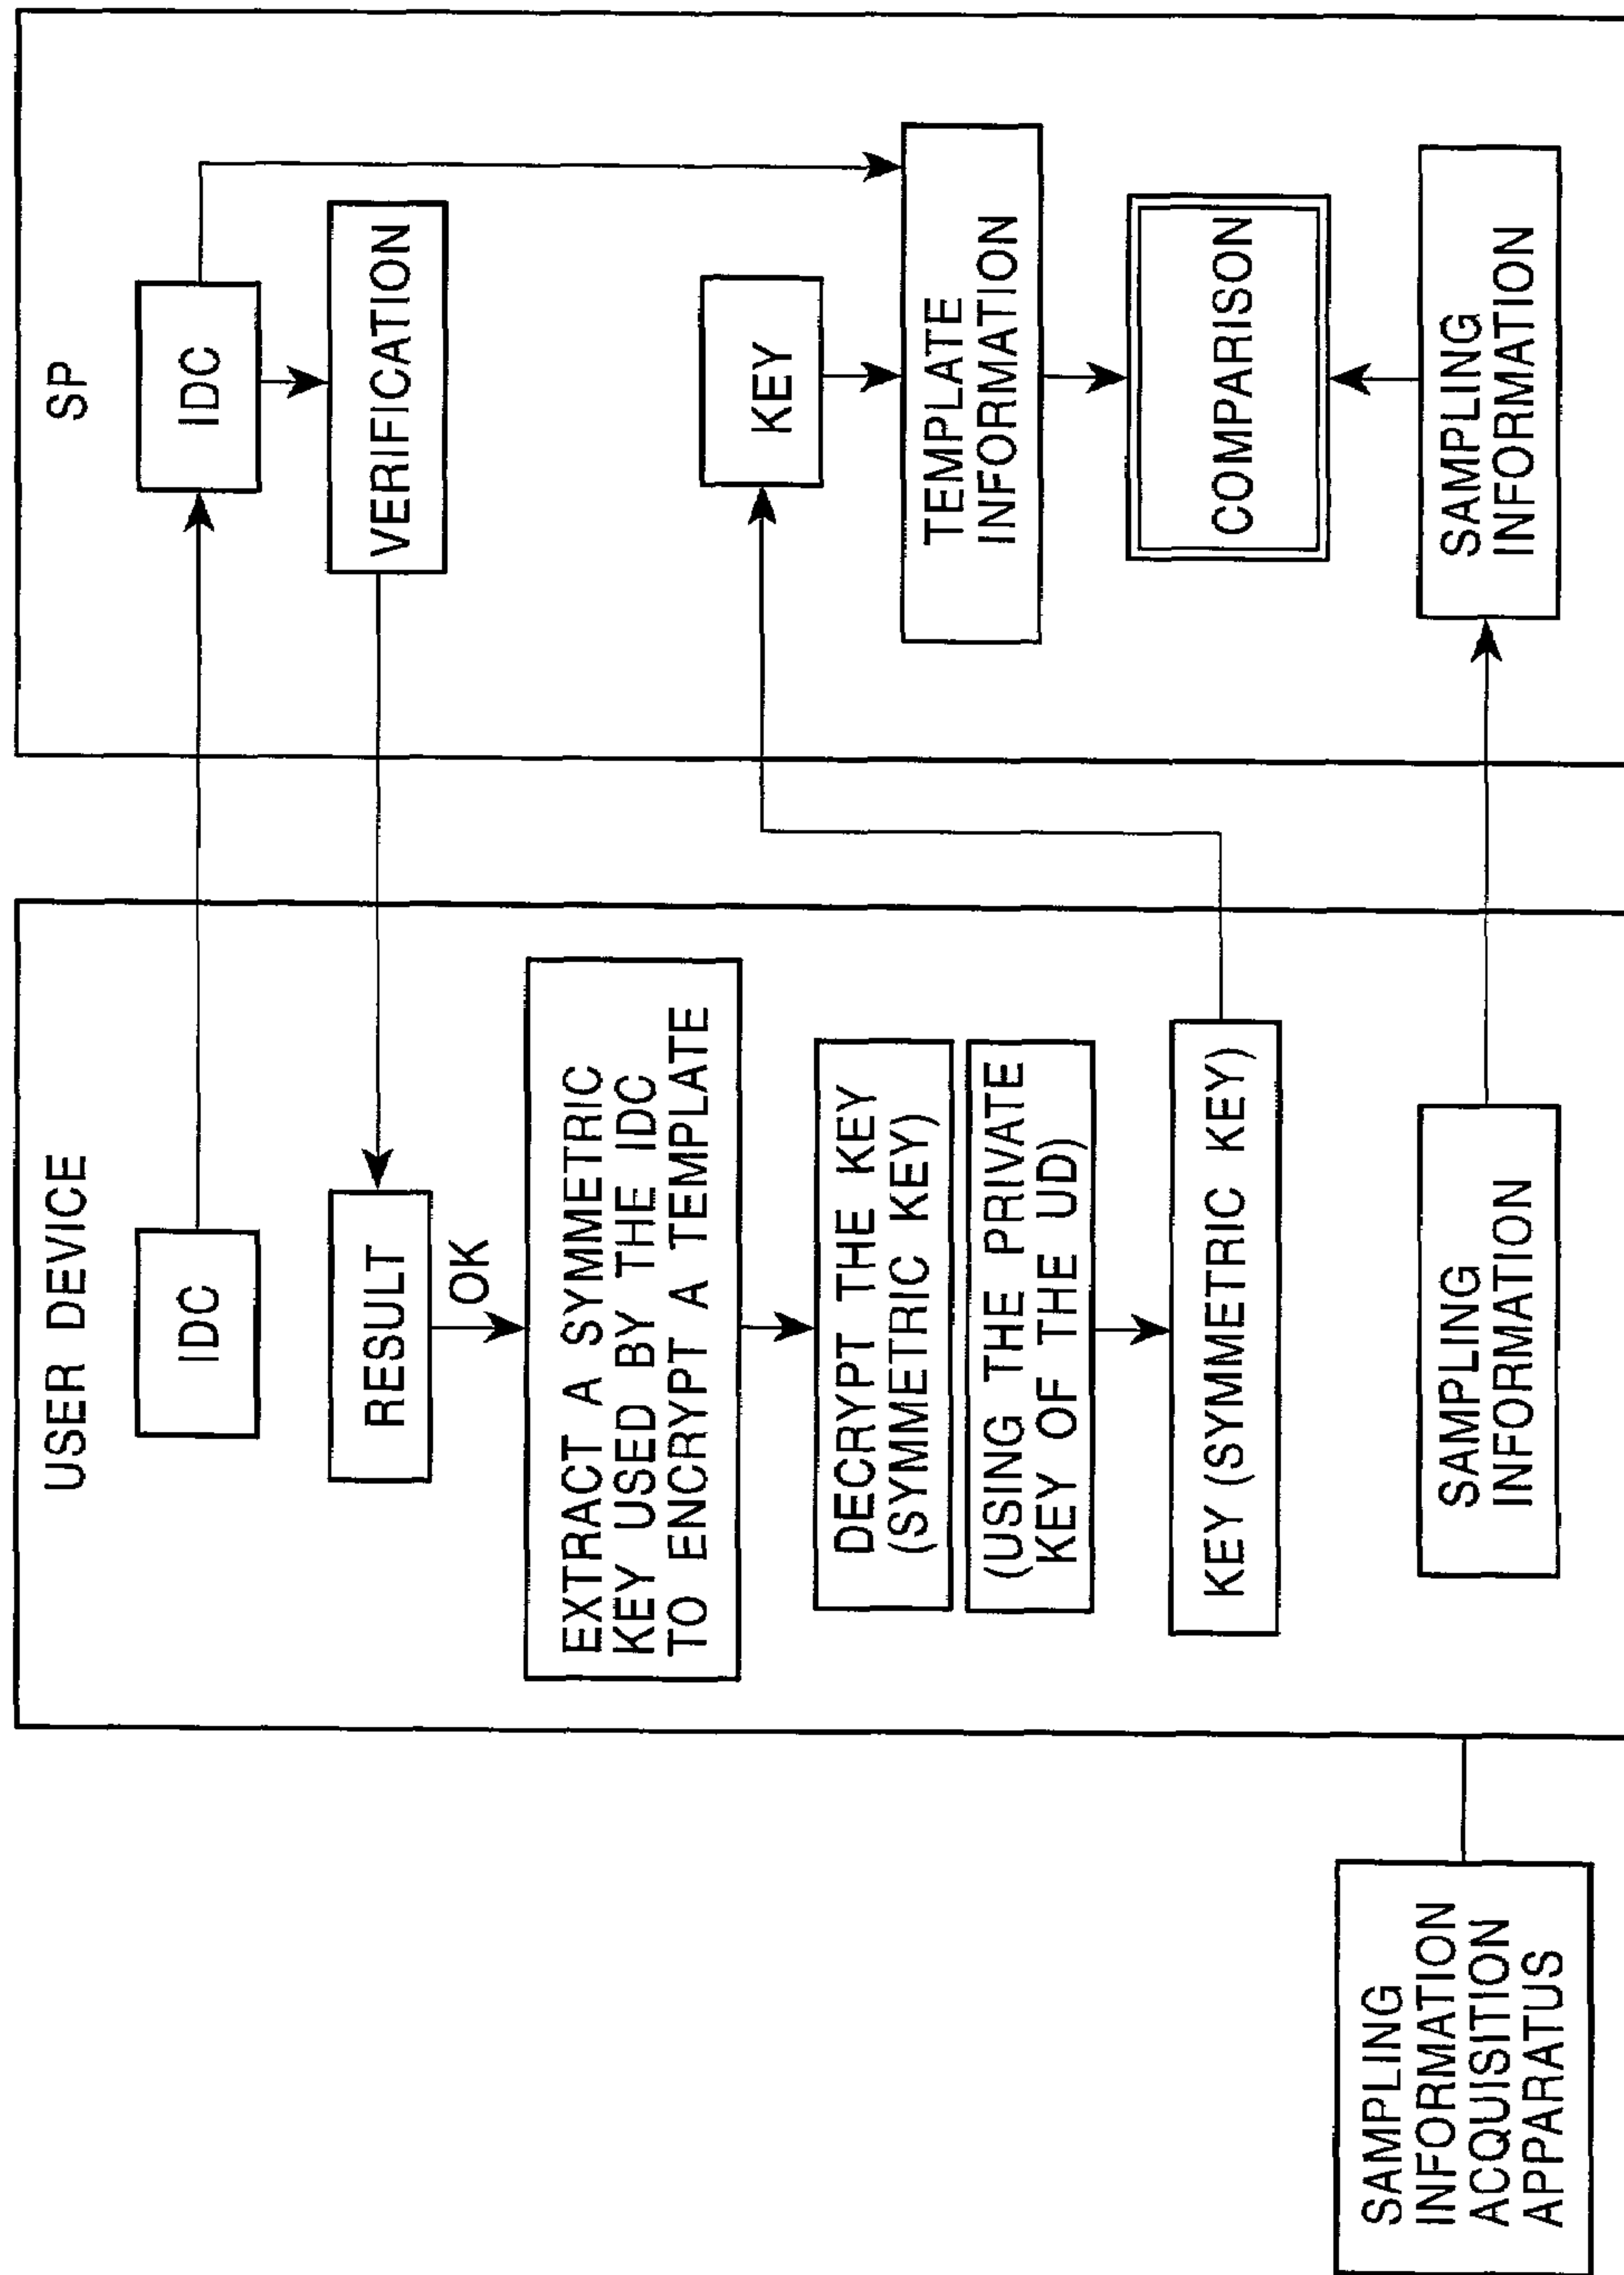 SAMPLING
INFORMATION
ACQUISITION
APPARATUS
USER DEVICE
IDC
RESULT
OK
EXTRACT A SYMMETRIC
KEY USED BY THE IDC
TO ENCRYPT A TEMPLATE
DECRYPT THE KEY
(SYMMETRIC KEY)
(USING THE PRIVATE
KEY OF THE UD)
KEY (SYMMETRIC KEY)
SAMPLING
INFORMATION
SP
IDC
VERIFICATION
KEY
TEMPLATE
INFORMATION
COMPARISON
SAMPLING
INFORMATION